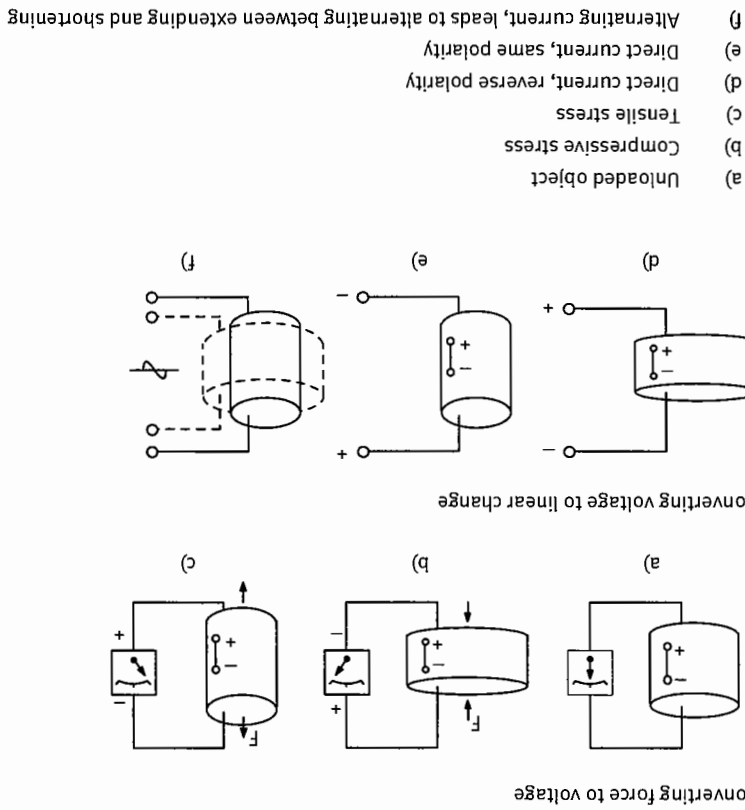 onverting force to voltage
F
F
+
−
−
−
−
+
+
+
−
+
a)
b)
c)
onverting voltage to linear change
−
+
−
−
+
+
+
−
d)
e)
f)
a) Unloaded object
b) Compressive stress
c) Tensile stress
d) Direct current, reverse polarity
e) Direct current, same polarity
f) Alternating current, leads to alternating between extending and shortening